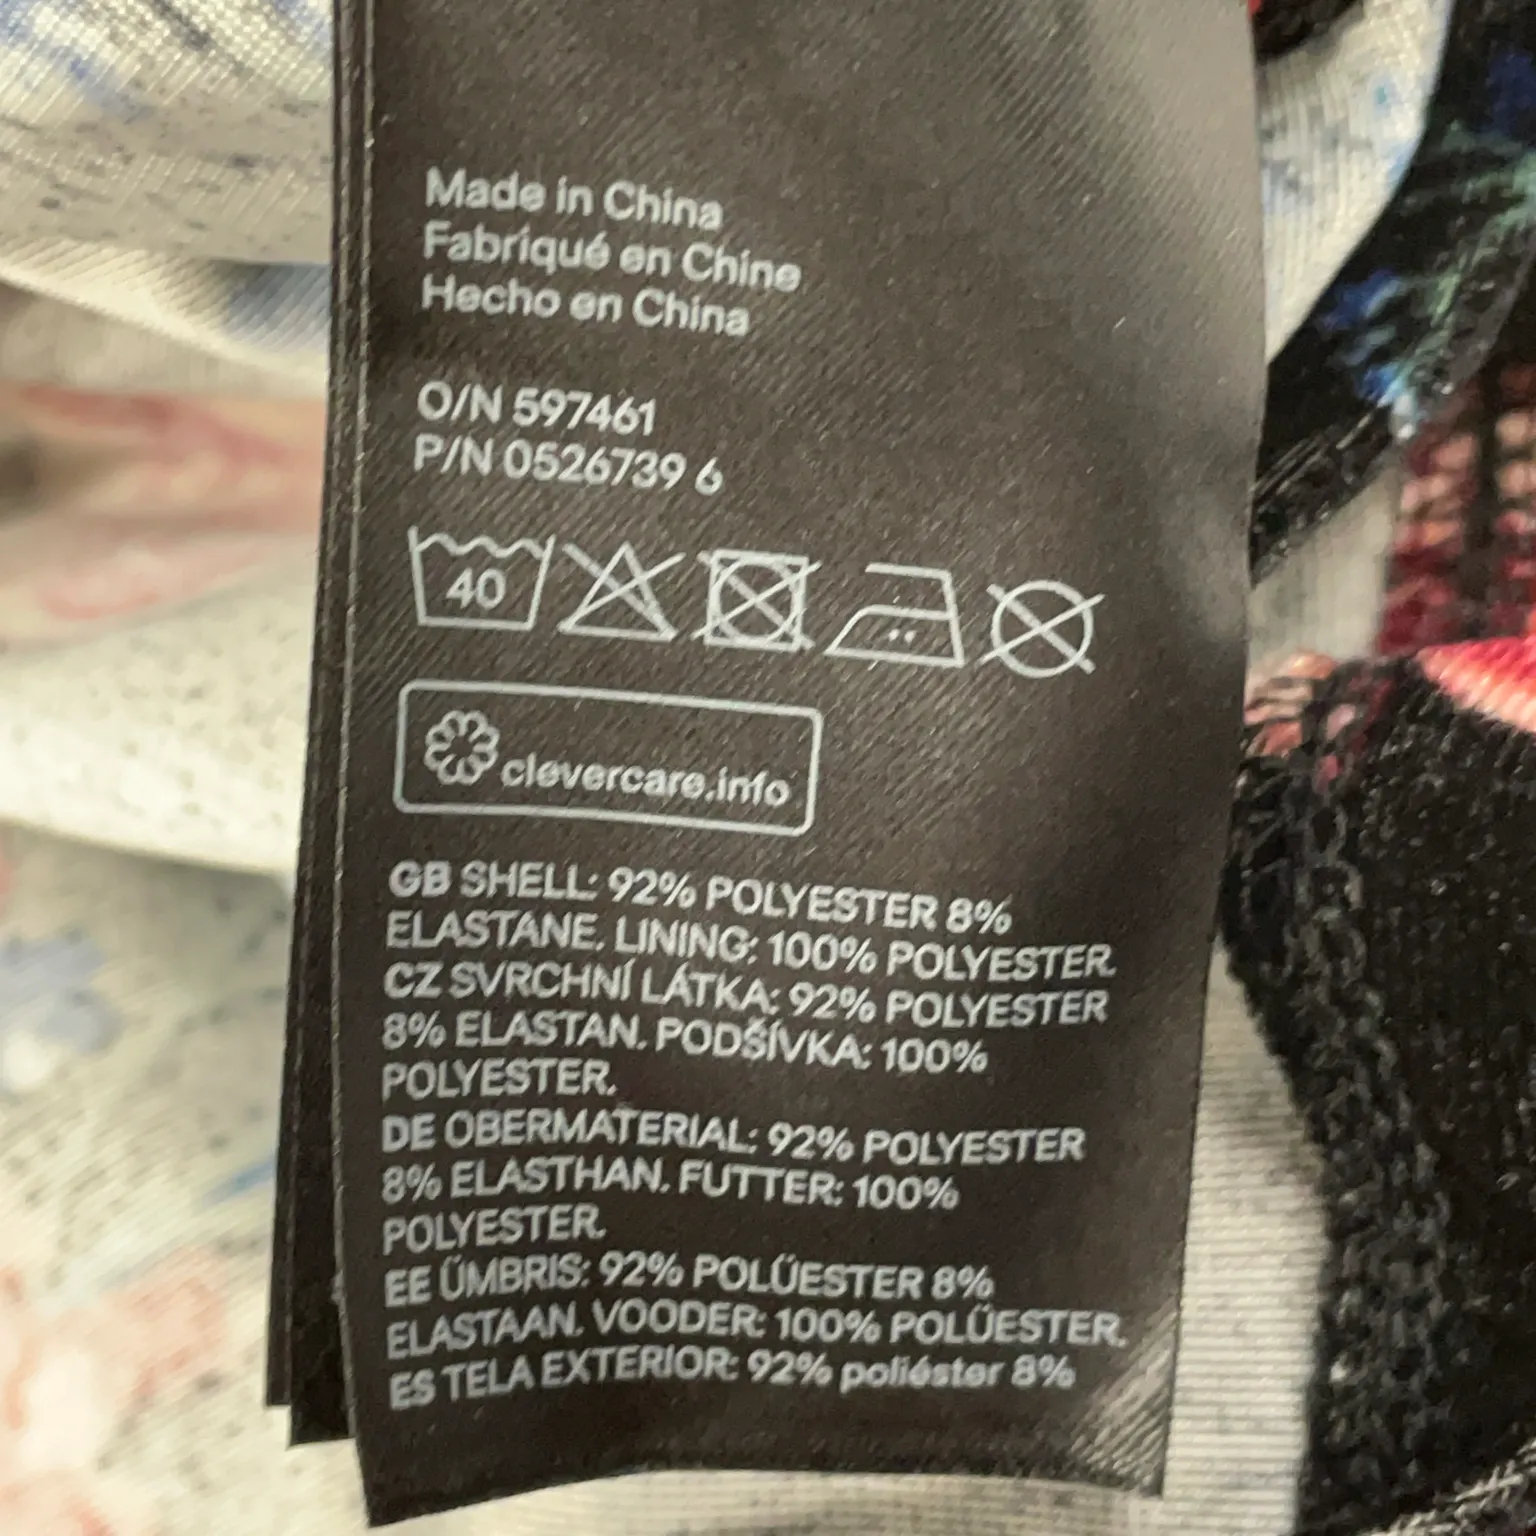 Made in China
Fabriqué en Chine
Hecho en China
O/N 597461
P/N 0526739 6
40
clevercare.info
GB SHELL: 92% POLYESTER 8%
ELASTANE. LINING: 100% POLYESTER.
CZ SVRCHNÍ LÁTKA: 92% POLYESTER
8% ELASTAN. PODŠÍVKA: 100%
POLYESTER.
DE OBERMATERIAL: 92% POLYESTER
8% ELASTHAN. FUTTER: 100%
POLYESTER.
EE ÜMBRIS: 92% POLÜESTER 8%
ELASTAAN. VOODER: 100% POLÜESTER.
ES TELA EXTERIOR: 92% poliéster 8%